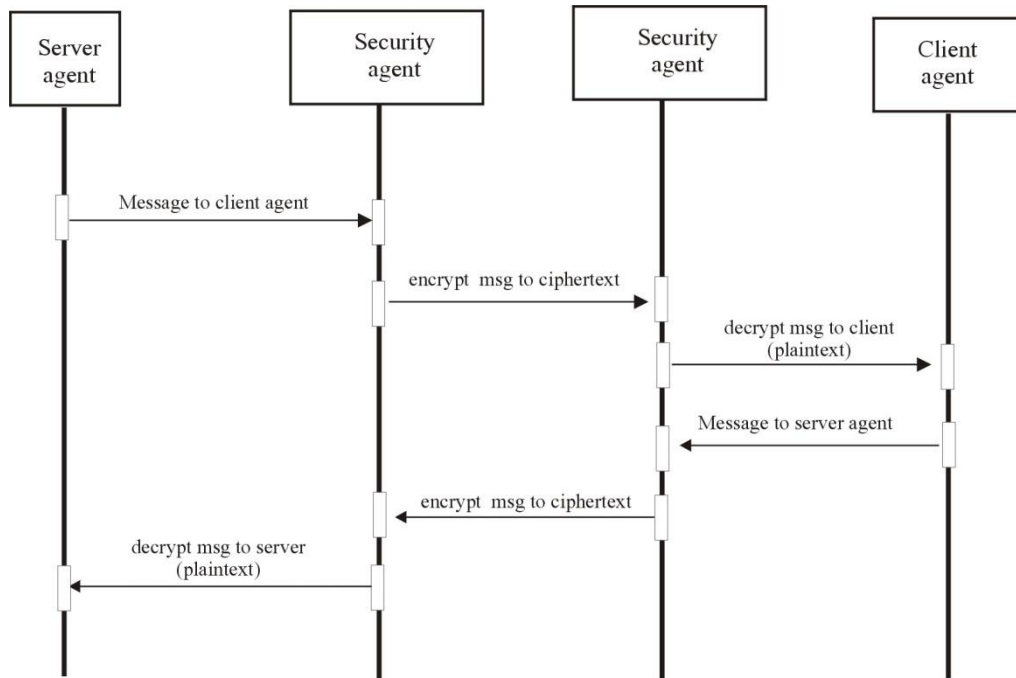 Server
agent
Security
agent
Security
agent
Client
agent
Message to client agent
encrypt msg to ciphertext
decrypt msg to client
(plaintext)
Message to server agent
encrypt msg to ciphertext
decrypt msg to server
(plaintext)